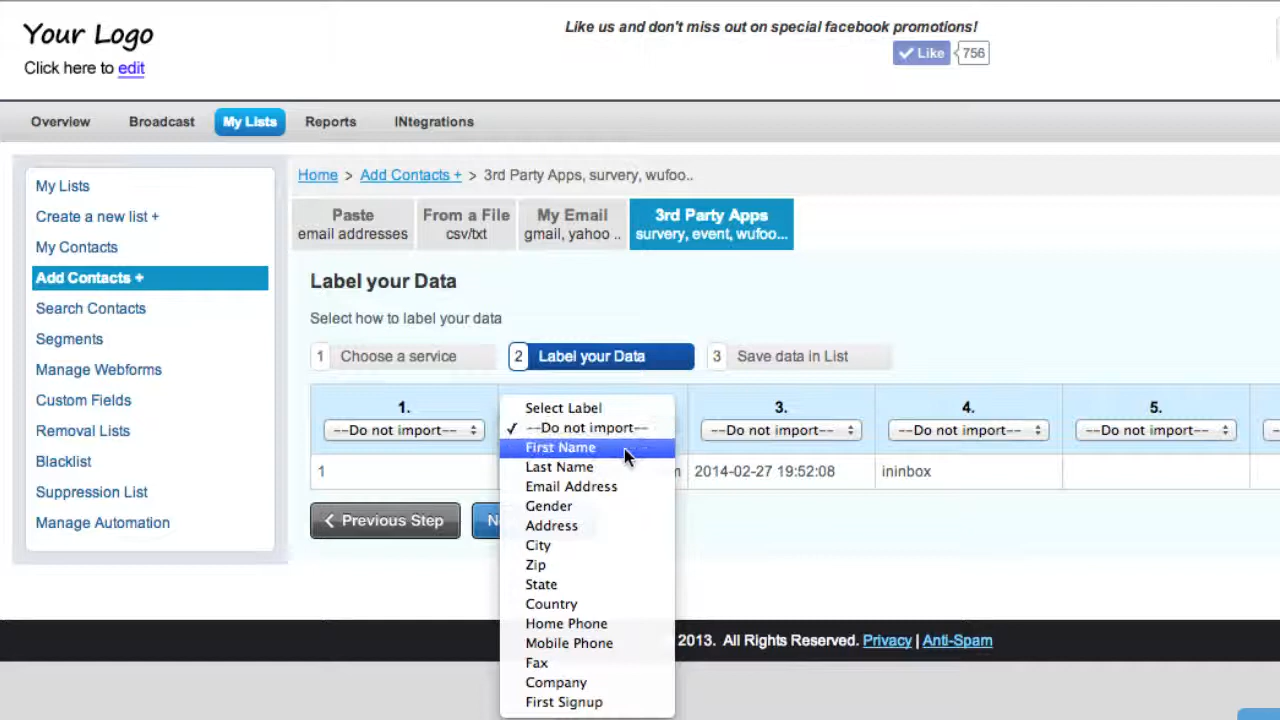 Your Logo
Click here to edit
Like us and don't miss out on special facebook promotions!
Like 756
Overview Broadcast My Lists Reports INtegrations
My Lists
Create a new list +
My Contacts
Add Contacts +
Search Contacts
Segments
Manage Webforms
Custom Fields
Removal Lists
Blacklist
Suppression List
Manage Automation
Home > Add Contacts + > 3rd Party Apps, survery, wufoo..
Paste
email addresses
From a File
csv/txt
My Email
gmail, yahoo ..
3rd Party Apps
survery, event, wufoo...
Label your Data
Select how to label your data
1 Choose a service 2 Label your Data 3 Save data in List
1. 3. 4. 5.
--Do not import-- --Do not import-- --Do not import-- --Do not import--
1 2014-02-27 19:52:08 ininbox
Previous Step
Select Label
✓ --Do not import--
First Name
Last Name
Email Address
Gender
Address
City
Zip
State
Country
Home Phone
Mobile Phone
Fax
Company
First Signup
2013. All Rights Reserved. Privacy | Anti-Spam